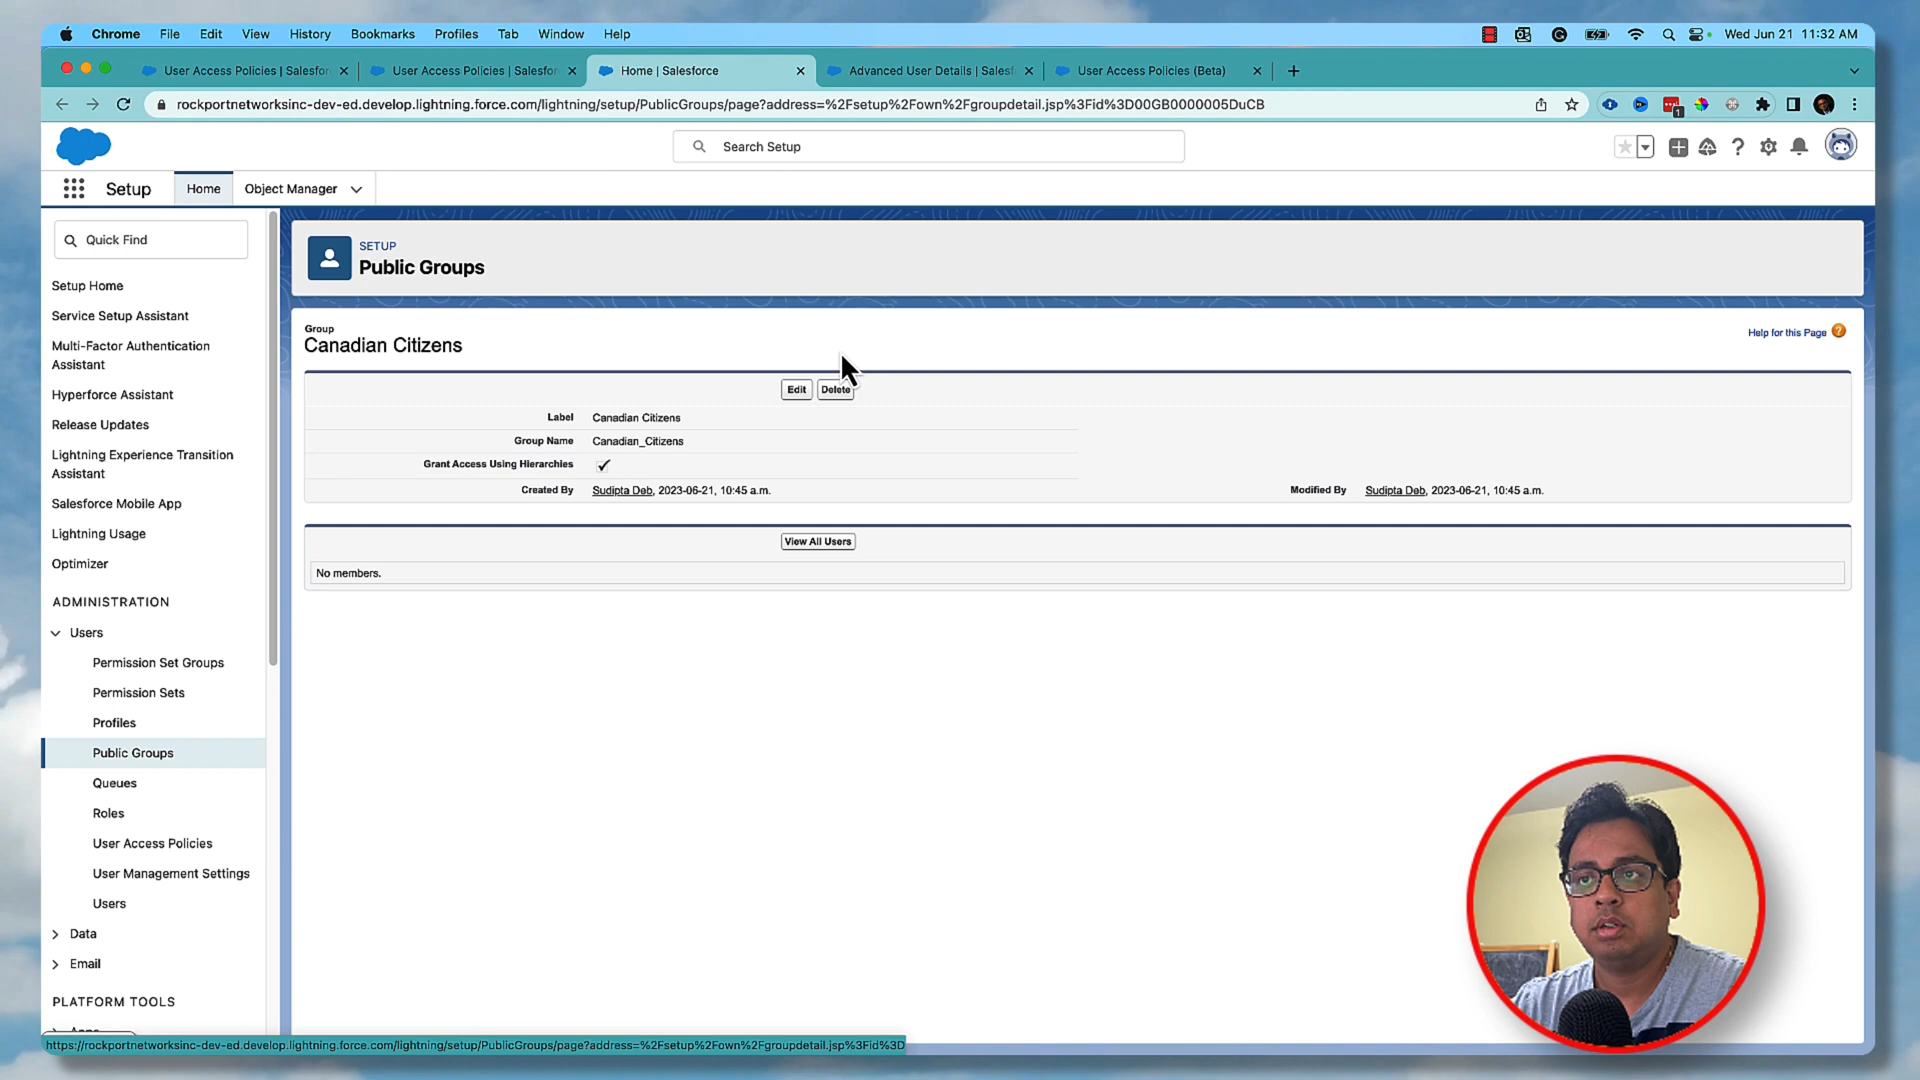 Chrome File Edit View History Bookmarks Profiles Tab Window Help Wed Jun 21 11:32 AM
User Access Policies | Salesfor User Access Policies | Salesfor Home | Salesforce Advanced User Details | Salesf User Access Policies (Beta)
rockportnetworksinc-dev-ed.develop.lightning.force.com/lightning/setup/PublicGroups/page?address=%2Fsetup%2Fown%2Fgroupdetail.jsp%3Fid%3D00GB0000005DuCB
1
Search Setup
Setup Home Object Manager
Quick Find
Setup Home
Service Setup Assistant
Multi-Factor Authentication
Assistant
Hyperforce Assistant
Release Updates
Lightning Experience Transition
Assistant
Salesforce Mobile App
Lightning Usage
Optimizer
ADMINISTRATION
Users
Permission Set Groups
Permission Sets
Profiles
Public Groups
Queues
Roles
User Access Policies
User Management Settings
Users
Data
Email
PLATFORM TOOLS
SETUP
Public Groups
Group
Canadian Citizens
Help for this Page ?
Edit Delete
Label Canadian Citizens
Group Name Canadian_Citizens
Grant Access Using Hierarchies
Created By Sudipta Deb, 2023-06-21, 10:45 a.m. Modified By Sudipta Deb, 2023-06-21, 10:45 a.m.
View All Users
No members.
https://rockportnetworksinc-dev-ed.develop.lightning.force.com/lightning/setup/PublicGroups/page?address=%2Fsetup%2Fown%2Fgroupdetail.jsp%3Fid%3D